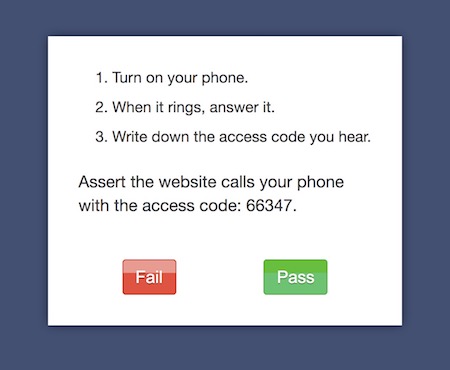 1. Turn on your phone.
2. When it rings, answer it.
3. Write down the access code you hear.
Assert the website calls your phone
with the access code: 66347.
Fail
Pass